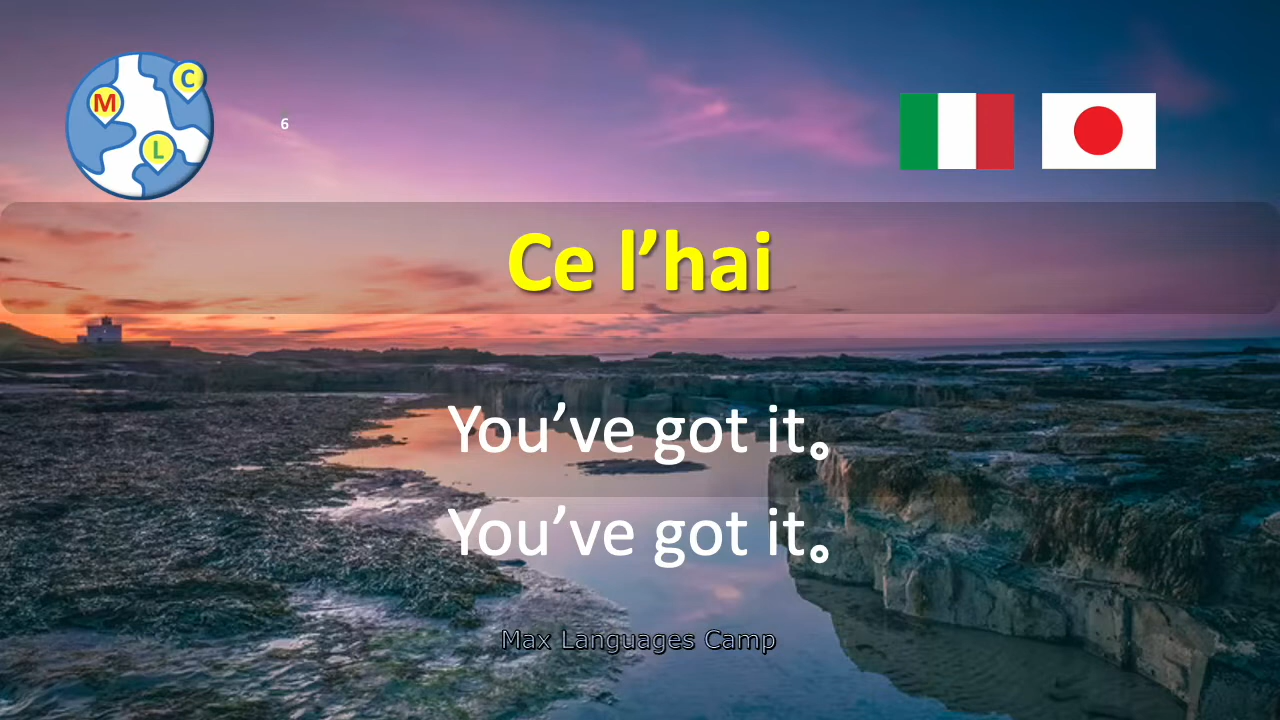 C
M
L
6
Ce l’hai
You’ve got it。
You’ve got it。
Max Languages Camp